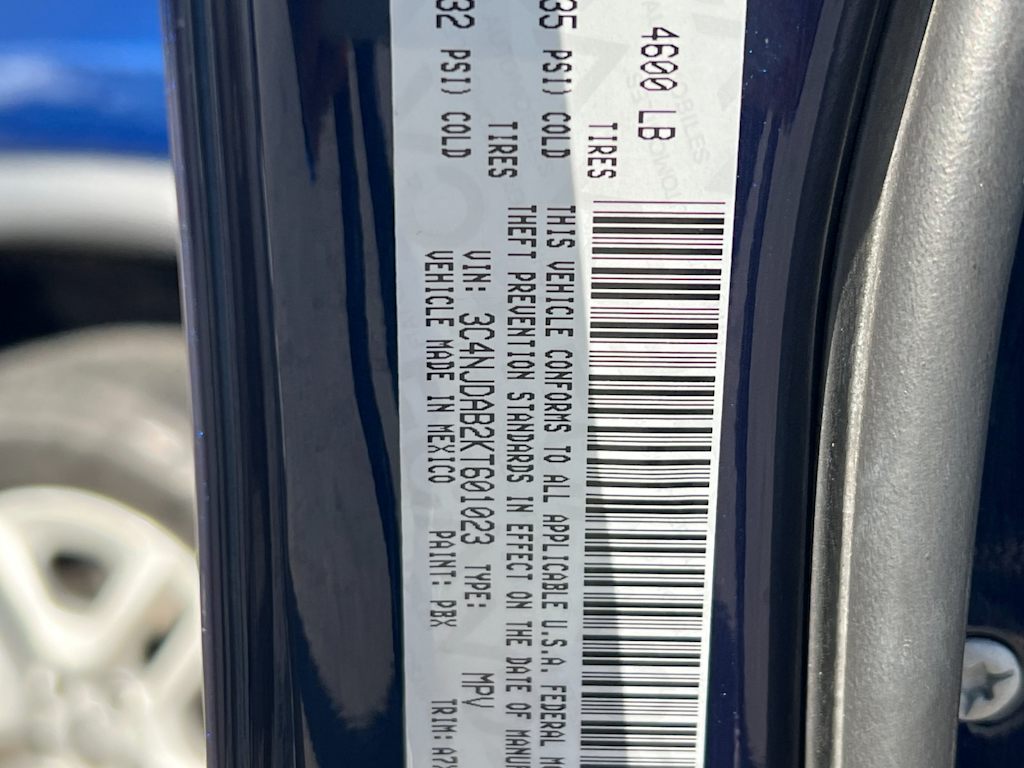 4600 LB
TIRES
35 PSI) COLD
TIRES
32 PSI) COLD
THIS VEHICLE CONFORMS TO ALL APPLICABLE U.S.A. FEDERAL
THEFT PREVENTION STANDARDS IN EFFECT ON THE DATE OF
VIN: 3C4NJDAB2KT601023 TYPE: MPV
VEHICLE MADE IN MEXICO PAINT: PBX TRIM: